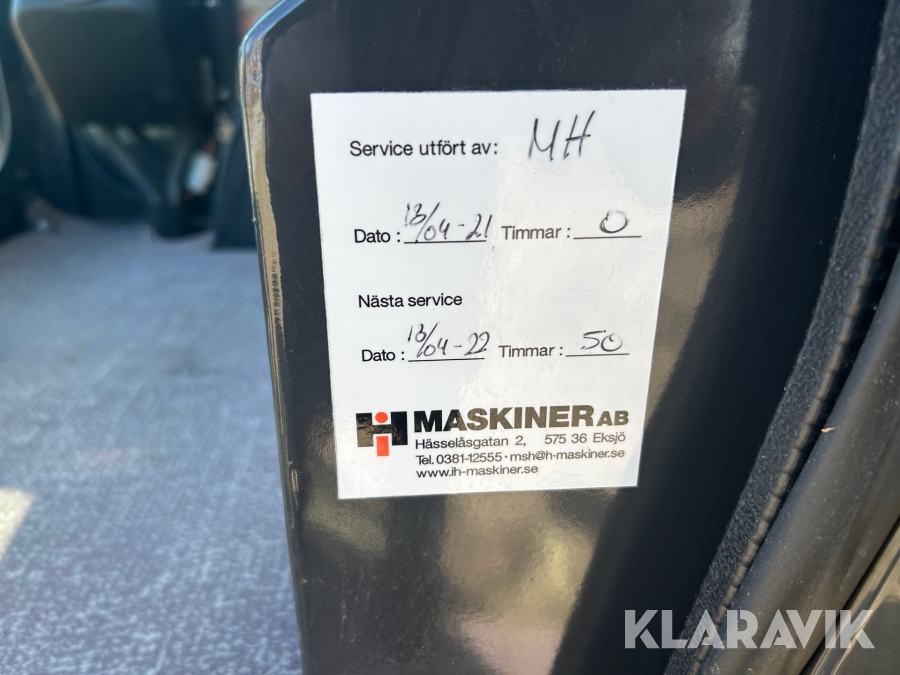 Service utfört av: MH
Dato: 13/04-21 Timmar: 0
Nästa service
Dato: 13/04-22 Timmar: 50
iH MASKINER AB
Hässelåsgatan 2, 575 36 Eksjö
Tel. 0381-12555 • msh@h-maskiner.se
www.ih-maskiner.se
KLARAVIK